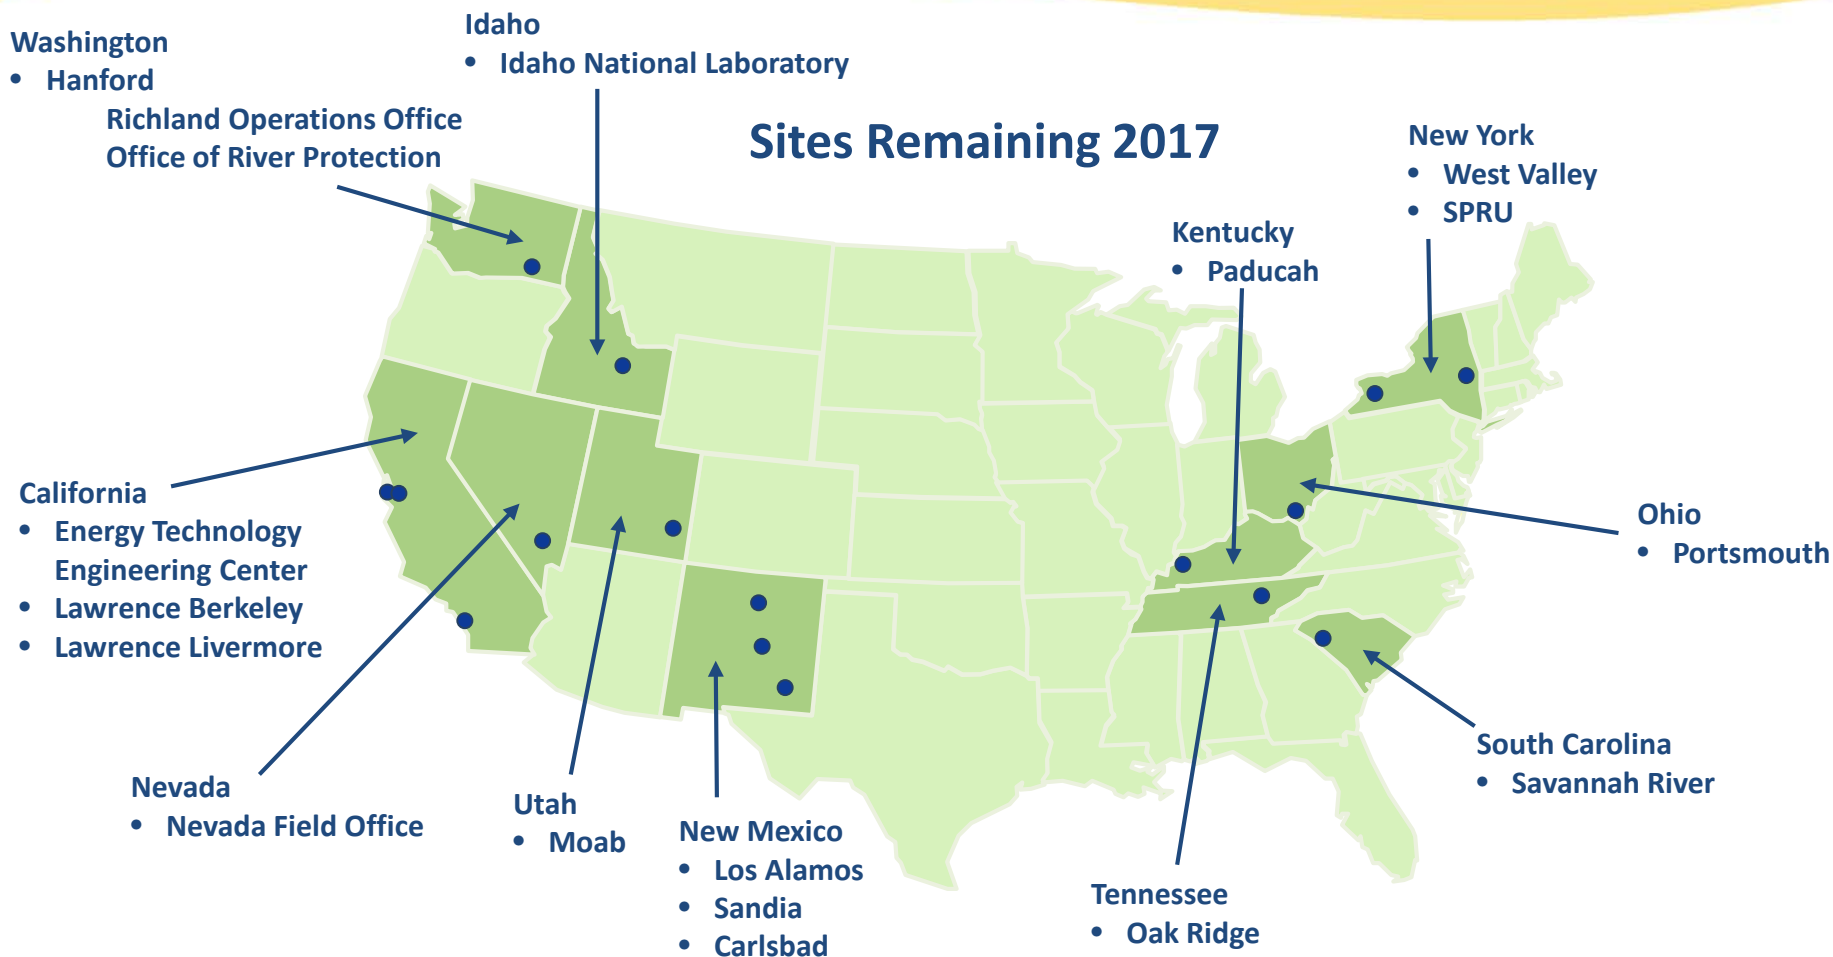 Sites Remaining 2017
Washington
• Hanford
Richland Operations Office
Office of River Protection
Idaho
• Idaho National Laboratory
New York
• West Valley
• SPRU
Kentucky
• Paducah
California
• Energy Technology
Engineering Center
• Lawrence Berkeley
• Lawrence Livermore
Ohio
• Portsmouth
Nevada
• Nevada Field Office
Utah
• Moab
New Mexico
• Los Alamos
• Sandia
• Carlsbad
Tennessee
• Oak Ridge
South Carolina
• Savannah River